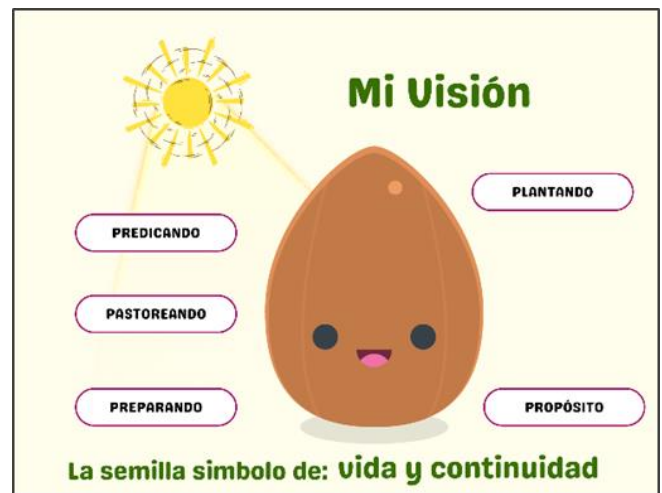 Mi Visión
PLANTANDO
PREDICANDO
PASTOREANDO
PREPARANDO
PROPÓSITO
La semilla simbolo de: vida y continuidad